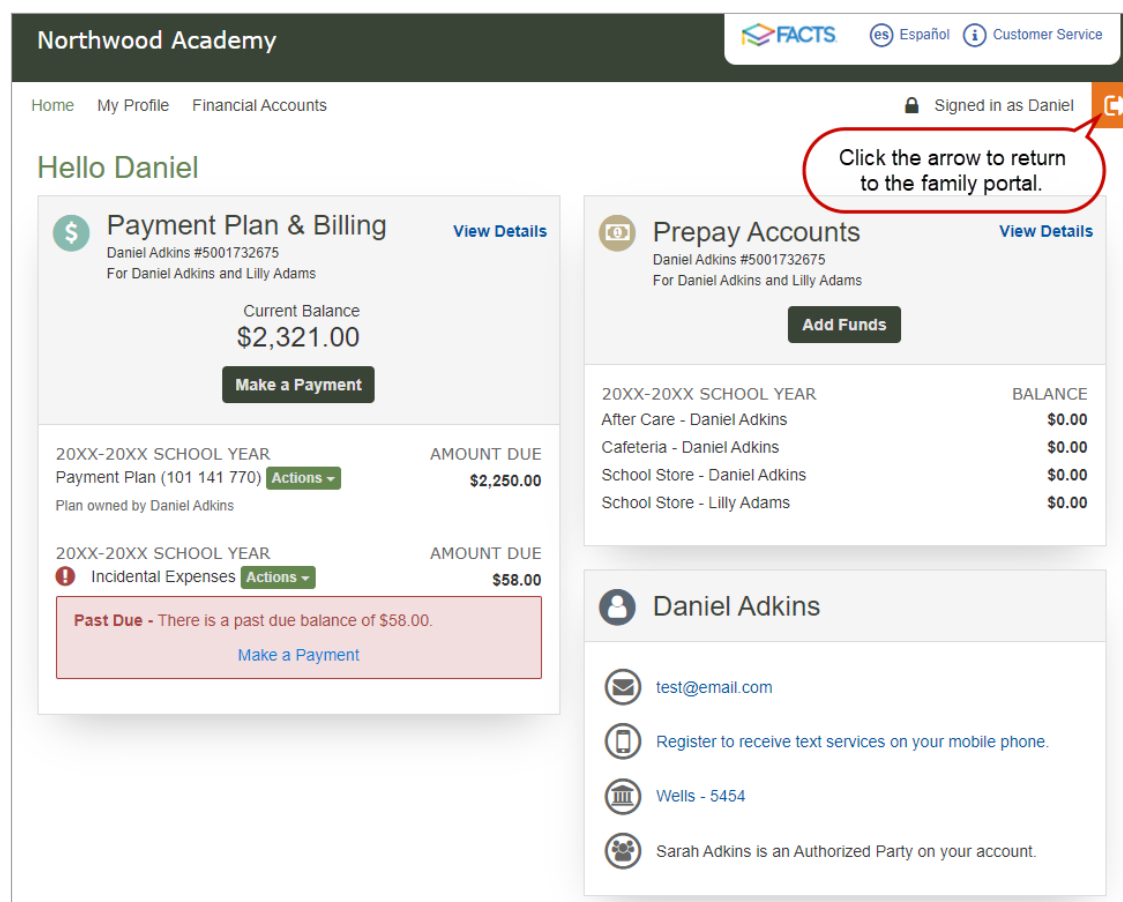 Northwood Academy
FACTS
es Español
i Customer Service
Home My Profile Financial Accounts
Signed in as Daniel
Click the arrow to return
to the family portal.
Hello Daniel
$ Payment Plan & Billing View Details
Daniel Adkins #5001732675
For Daniel Adkins and Lilly Adams
Current Balance
$2,321.00
Make a Payment
20XX-20XX SCHOOL YEAR AMOUNT DUE
Payment Plan (101 141 770) Actions $2,250.00
Plan owned by Daniel Adkins
20XX-20XX SCHOOL YEAR AMOUNT DUE
! Incidental Expenses Actions $58.00
Past Due - There is a past due balance of $58.00.
Make a Payment
Prepay Accounts View Details
Daniel Adkins #5001732675
For Daniel Adkins and Lilly Adams
Add Funds
20XX-20XX SCHOOL YEAR BALANCE
After Care - Daniel Adkins $0.00
Cafeteria - Daniel Adkins $0.00
School Store - Daniel Adkins $0.00
School Store - Lilly Adams $0.00
Daniel Adkins
test@email.com
Register to receive text services on your mobile phone.
Wells - 5454
Sarah Adkins is an Authorized Party on your account.